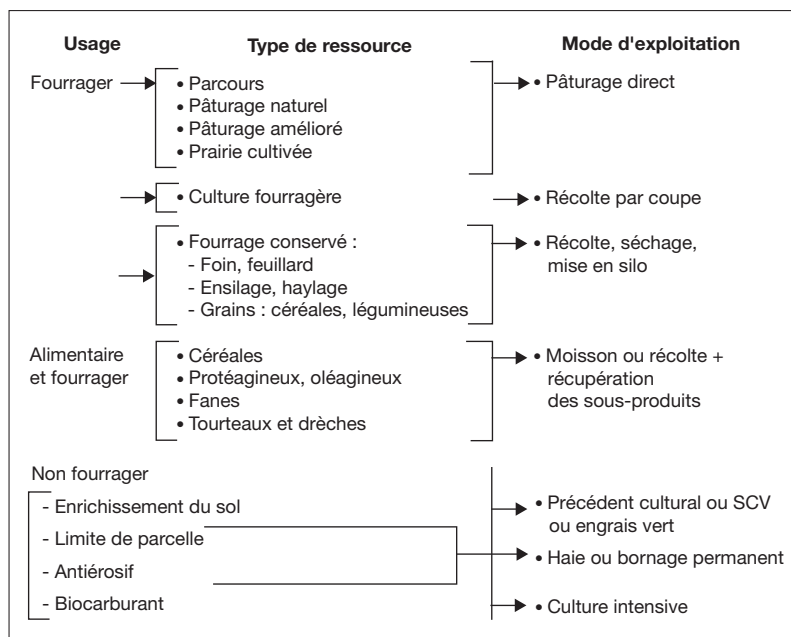 Usage Type de ressource Mode d'exploitation
Fourrager • Parcours • Pâturage direct
• Pâturage naturel
• Pâturage amélioré
• Prairie cultivée
• Culture fourragère • Récolte par coupe
• Fourrage conservé : • Récolte, séchage,
- Foin, feuillard mise en silo
- Ensilage, haylage
- Grains : céréales, légumineuses
Alimentaire • Céréales • Moisson ou récolte +
et fourrager • Protéagineux, oléagineux récupération
• Fanes des sous-produits
• Tourteaux et drèches
Non fourrager
- Enrichissement du sol • Précédent cultural ou SCV
ou engrais vert
- Limite de parcelle • Haie ou bornage permanent
- Antiérosif
- Biocarburant • Culture intensive